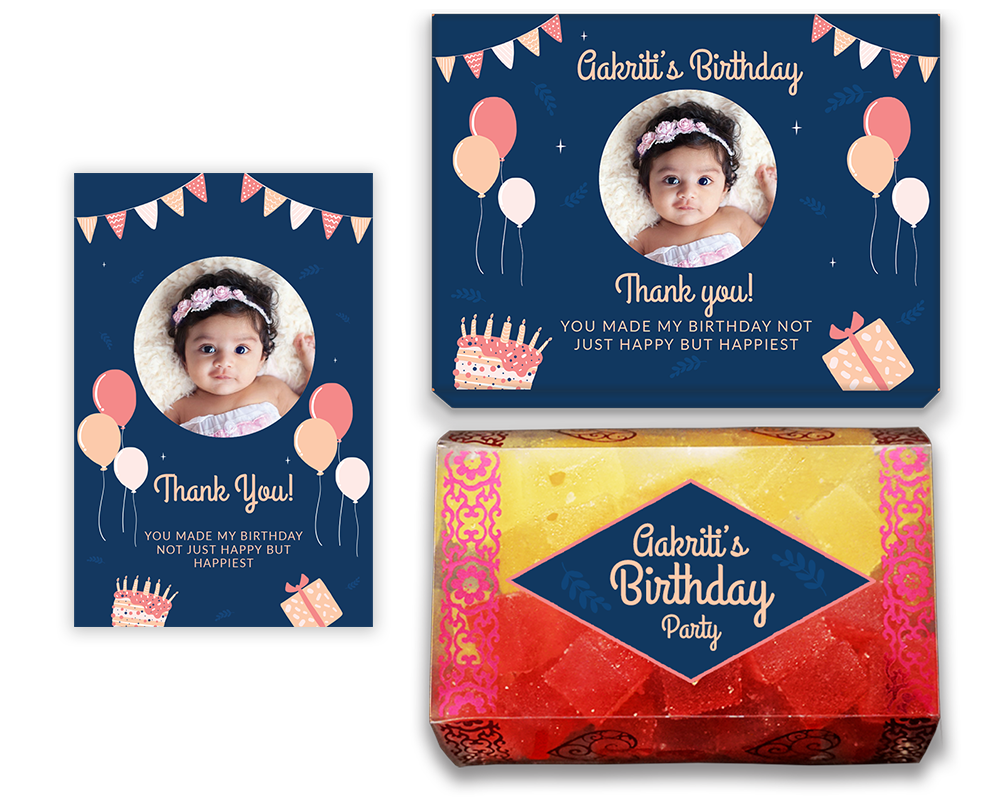 Thank You!
YOU MADE MY BIRTHDAY
NOT JUST HAPPY BUT
HAPPIEST
Aakriti's Birthday
Thank you!
YOU MADE MY BIRTHDAY NOT
JUST HAPPY BUT HAPPIEST
Aakriti's
Birthday
Party